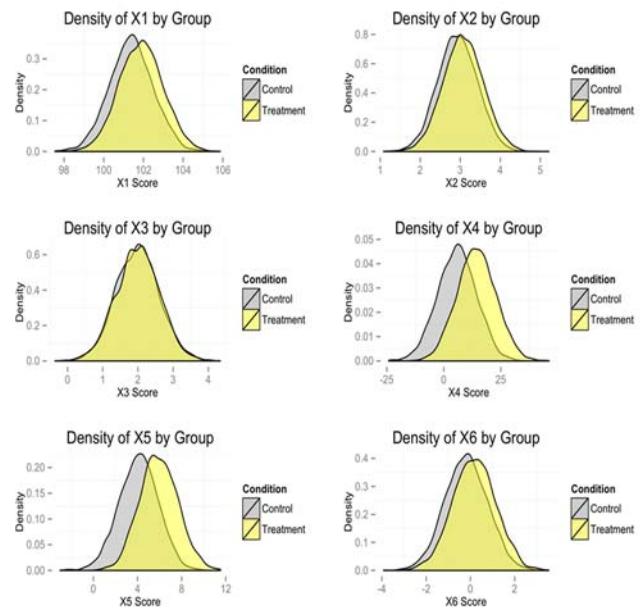 Density of X1 by Group
0.3
0.2
0.1
0.0
Density
98 100 102 104 106
X1 Score
Condition
Control
Treatment
Density of X2 by Group
0.8
0.6
0.4
0.2
0.0
Density
1 2 3 4 5
X2 Score
Condition
Control
Treatment
Density of X3 by Group
0.6
0.4
0.2
0.0
Density
0 1 2 3 4
X3 Score
Condition
Control
Treatment
Density of X4 by Group
0.05
0.04
0.03
0.02
0.01
0.00
Density
-25 0 25
X4 Score
Condition
Control
Treatment
Density of X5 by Group
0.20
0.15
0.10
0.05
0.00
Density
0 4 8 12
X5 Score
Condition
Control
Treatment
Density of X6 by Group
0.4
0.3
0.2
0.1
0.0
Density
-4 -2 0 2
X6 Score
Condition
Control
Treatment